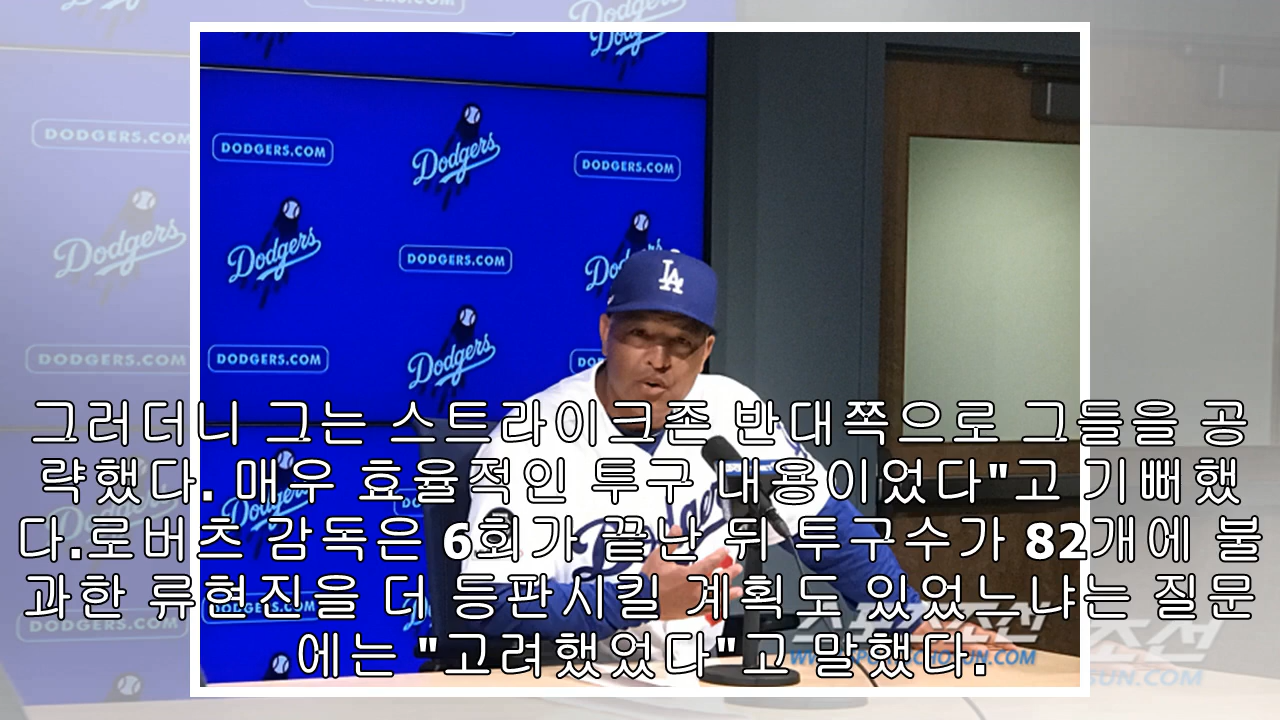 Dodgers
DODGERS.COM
Dodgers
DODGERS.COM
Dodgers
DODGERS.COM
DODGERS.COM
Dodgers
DODGERS.COM
LA
그러더니 그는 스트라이크존 반대쪽으로 그들을 공
략했다. 매우 효율적인 투구 내용이었다"고 기뻐했
다.로버츠 감독은 6회가 끝난 뒤 투구수가 82개에 불
과한 류현진을 더 등판시킬 계획도 있었느냐는 질문
에는 "고려했었다"고 말했다.
스포츠조선